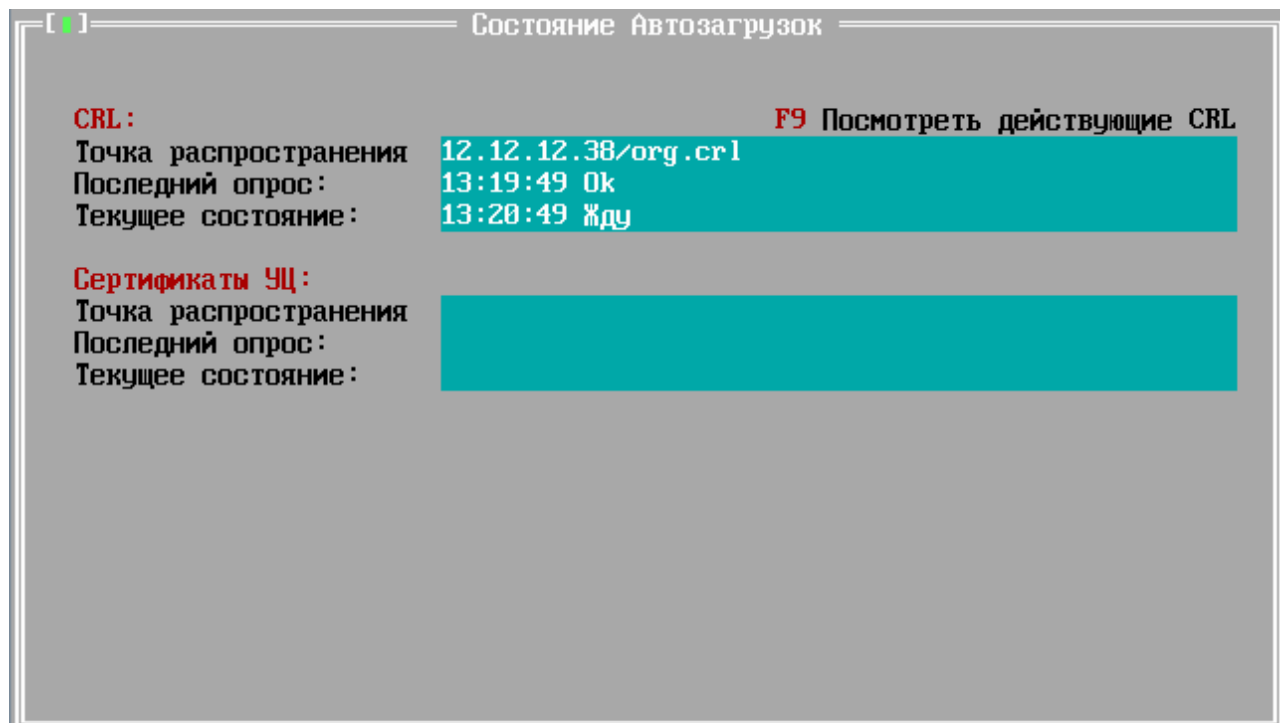 [ ] Состояние Автозагрузок
CRL: F9 Посмотреть действующие CRL
Точка распространения 12.12.12.38/org.crl
Последний опрос: 13:19:49 Ok
Текущее состояние: 13:20:49 Жду
Сертификаты УЦ:
Точка распространения
Последний опрос:
Текущее состояние: